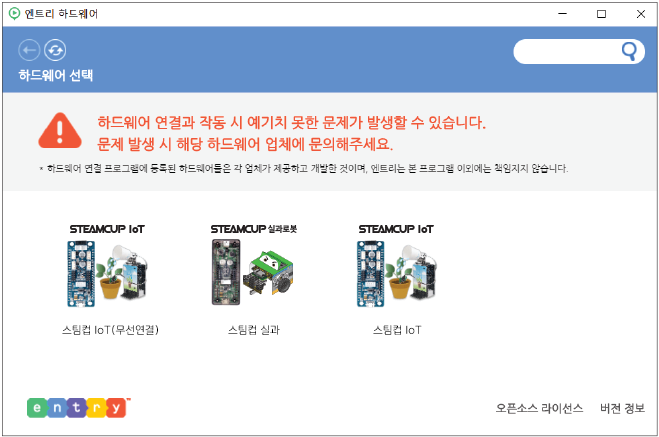 엔트리 하드웨어
하드웨어 선택
하드웨어 연결과 작동 시 예기치 못한 문제가 발생할 수 있습니다.
문제 발생 시 해당 하드웨어 업체에 문의해주세요.
* 하드웨어 연결 프로그램에 등록된 하드웨어들은 각 업체가 제공하고 개발한 것이며, 엔트리는 본 프로그램 이외에는 책임지지 않습니다.
STEAMCUP IoT
STEAMCUP 실과로봇
STEAMCUP IoT
스팀컵 IoT(무선연결)
스팀컵 실과
스팀컵 IoT
entry™
오픈소스 라이선스
버전 정보